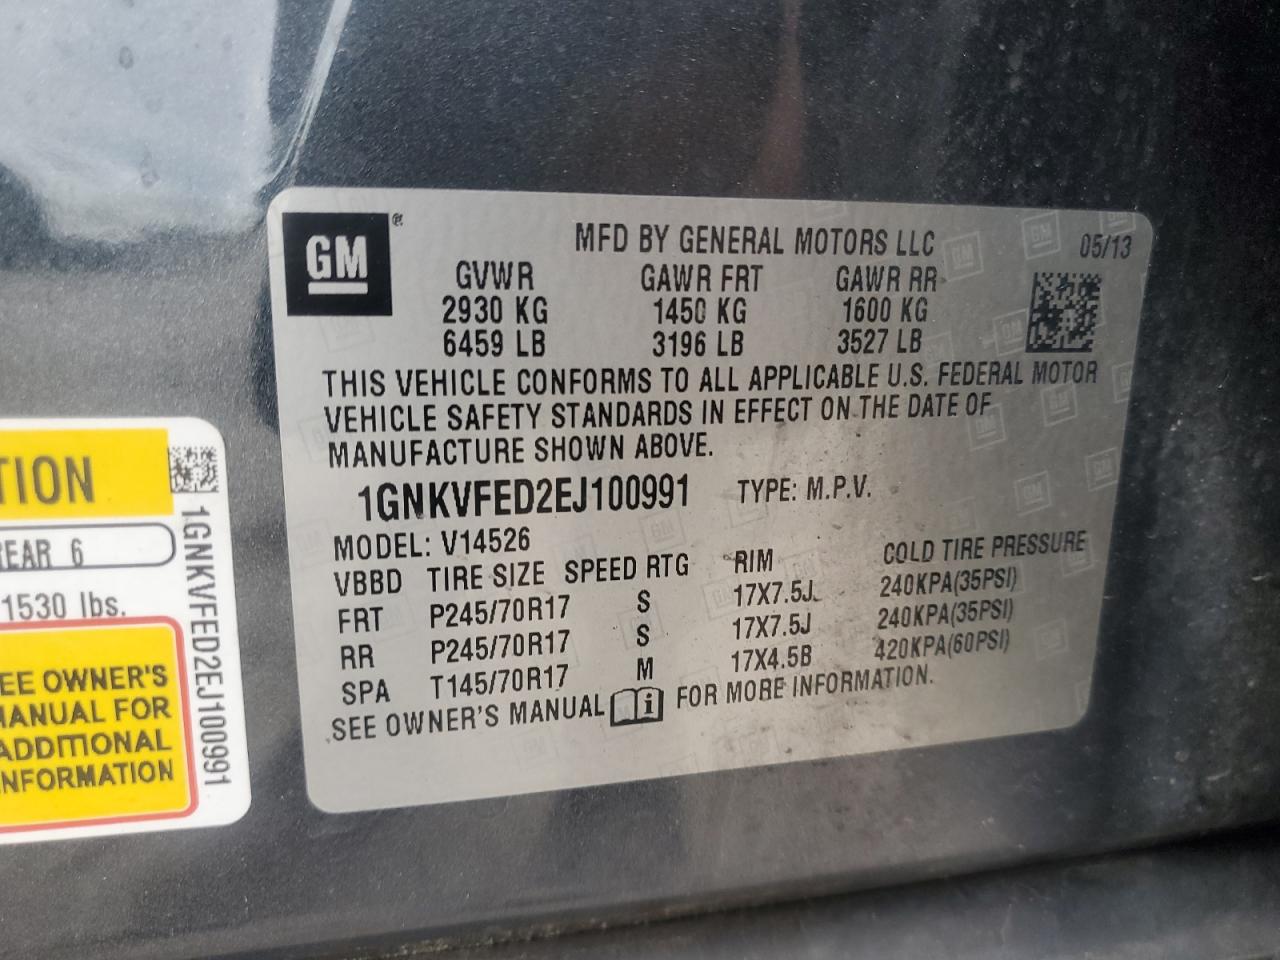 GM
®
MFD BY GENERAL MOTORS LLC
05/13
GVWR GAWR FRT GAWR RR
2930 KG 1450 KG 1600 KG
6459 LB 3196 LB 3527 LB
THIS VEHICLE CONFORMS TO ALL APPLICABLE U.S. FEDERAL MOTOR
VEHICLE SAFETY STANDARDS IN EFFECT ON THE DATE OF
MANUFACTURE SHOWN ABOVE.
1GNKVFED2EJ100991 TYPE: M.P.V.
MODEL: V14526
VBBD TIRE SIZE SPEED RTG RIM COLD TIRE PRESSURE
FRT P245/70R17 S 17X7.5J 240KPA(35PSI)
RR P245/70R17 S 17X7.5J 240KPA(35PSI)
SPA T145/70R17 M 17X4.5B 420KPA(60PSI)
SEE OWNER'S MANUAL i FOR MORE INFORMATION.
TION
REAR 6
1530 lbs.
EE OWNER'S
MANUAL FOR
ADDITIONAL
INFORMATION
1GNKVFED2EJ100991